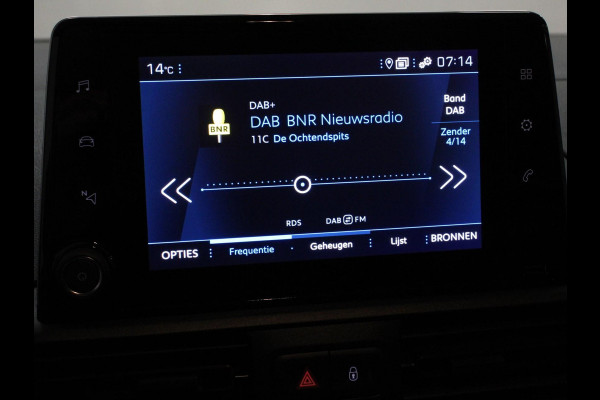 14°C
07:14
DAB+
Band
DAB
DAB BNR Nieuwsradio
BNR
11C De Ochtendspits
Zender
4/14
N
RDS
DAB FM
OPTIES
Frequentie
Geheugen
Lijst
BRONNEN